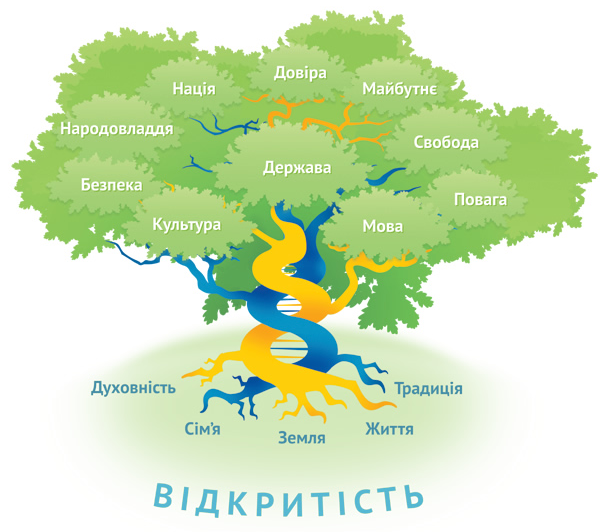 Довіра
Нація
Майбутнє
Народовладдя
Свобода
Держава
Безпека
Повага
Культура
Мова
Духовність
Традиція
Сім'я
Земля
Життя
ВІДКРИТІСТЬ